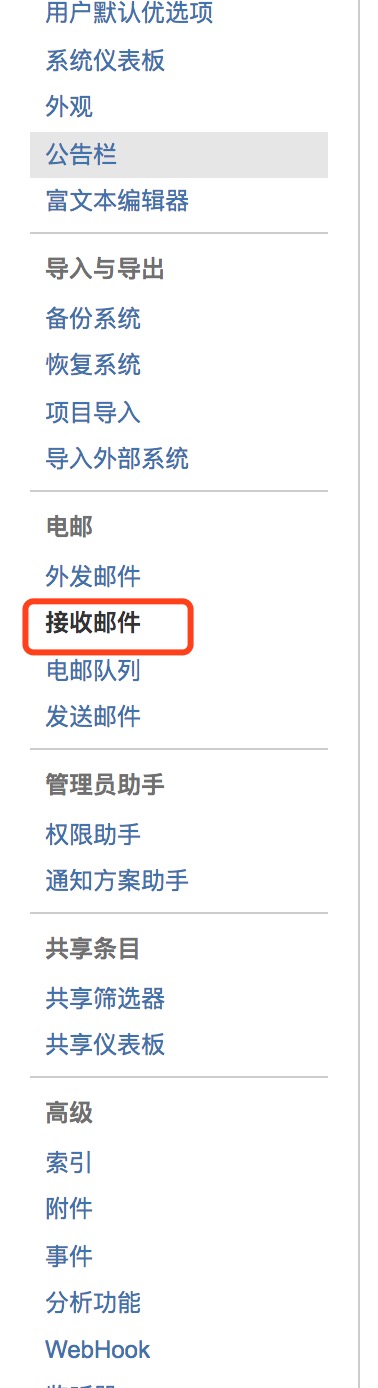 用户默认优选项
系统仪表板
外观
公告栏
富文本编辑器
导入与导出
备份系统
恢复系统
项目导入
导入外部系统
电邮
外发邮件
接收邮件
电邮队列
发送邮件
管理员助手
权限助手
通知方案助手
共享条目
共享筛选器
共享仪表板
高级
索引
附件
事件
分析功能
WebHook